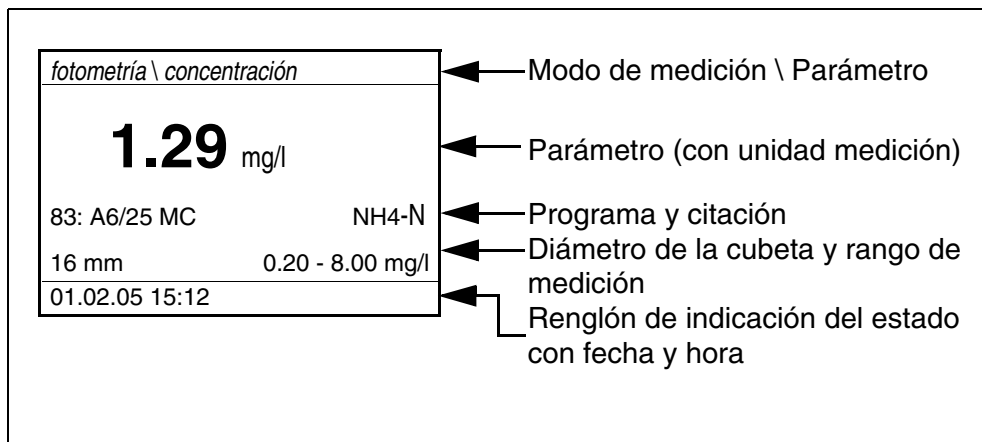 fotometría \ concentración
Modo de medición \ Parámetro
1.29 mg/l
Parámetro (con unidad medición)
83: A6/25 MC NH4-N
Programa y citación
16 mm 0.20 - 8.00 mg/l
Diámetro de la cubeta y rango de
medición
01.02.05 15:12
Renglón de indicación del estado
con fecha y hora